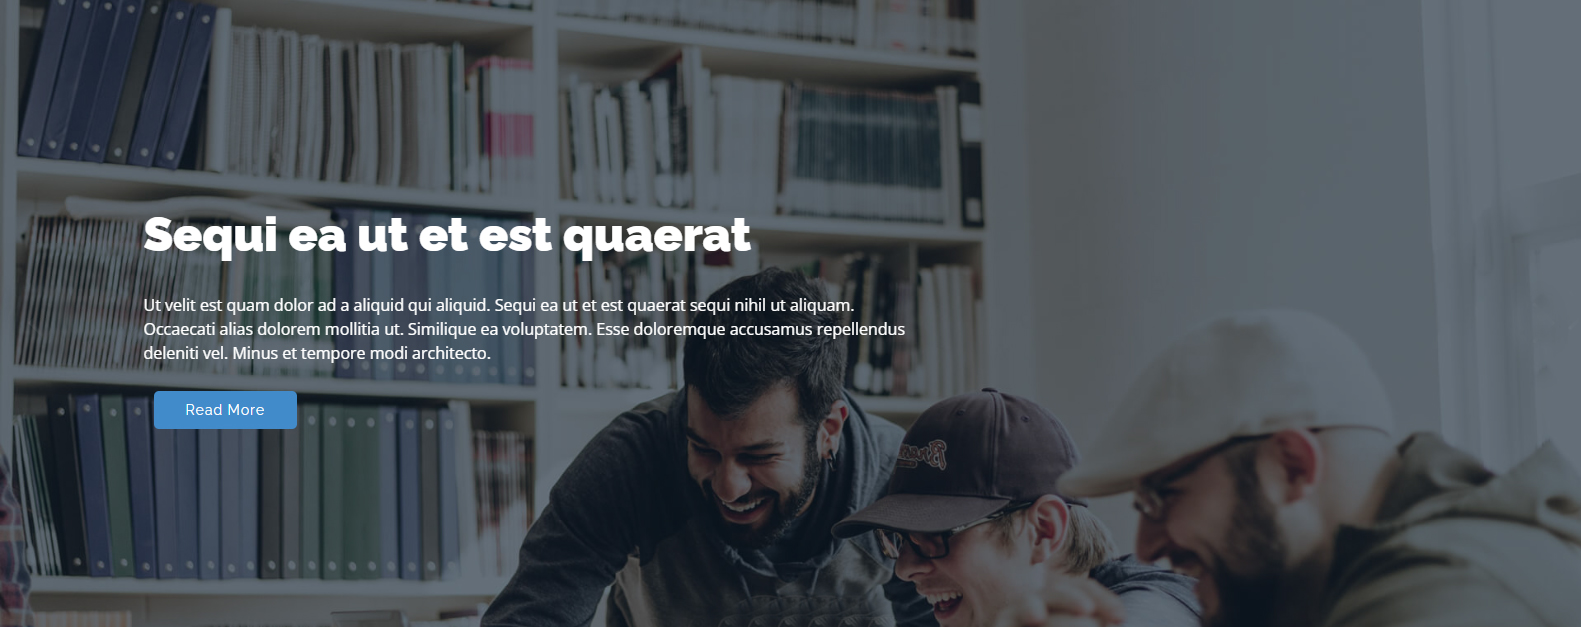 Sequi ea ut et est quaerat
Ut velit est quam dolor ad a aliquid qui aliquid. Sequi ea ut et est quaerat sequi nihil ut aliquam.
Occaecati alias dolorem mollitia ut. Similique ea voluptatem. Esse doloremque accusamus repellendus
deleniti vel. Minus et tempore modi architecto.
Read More